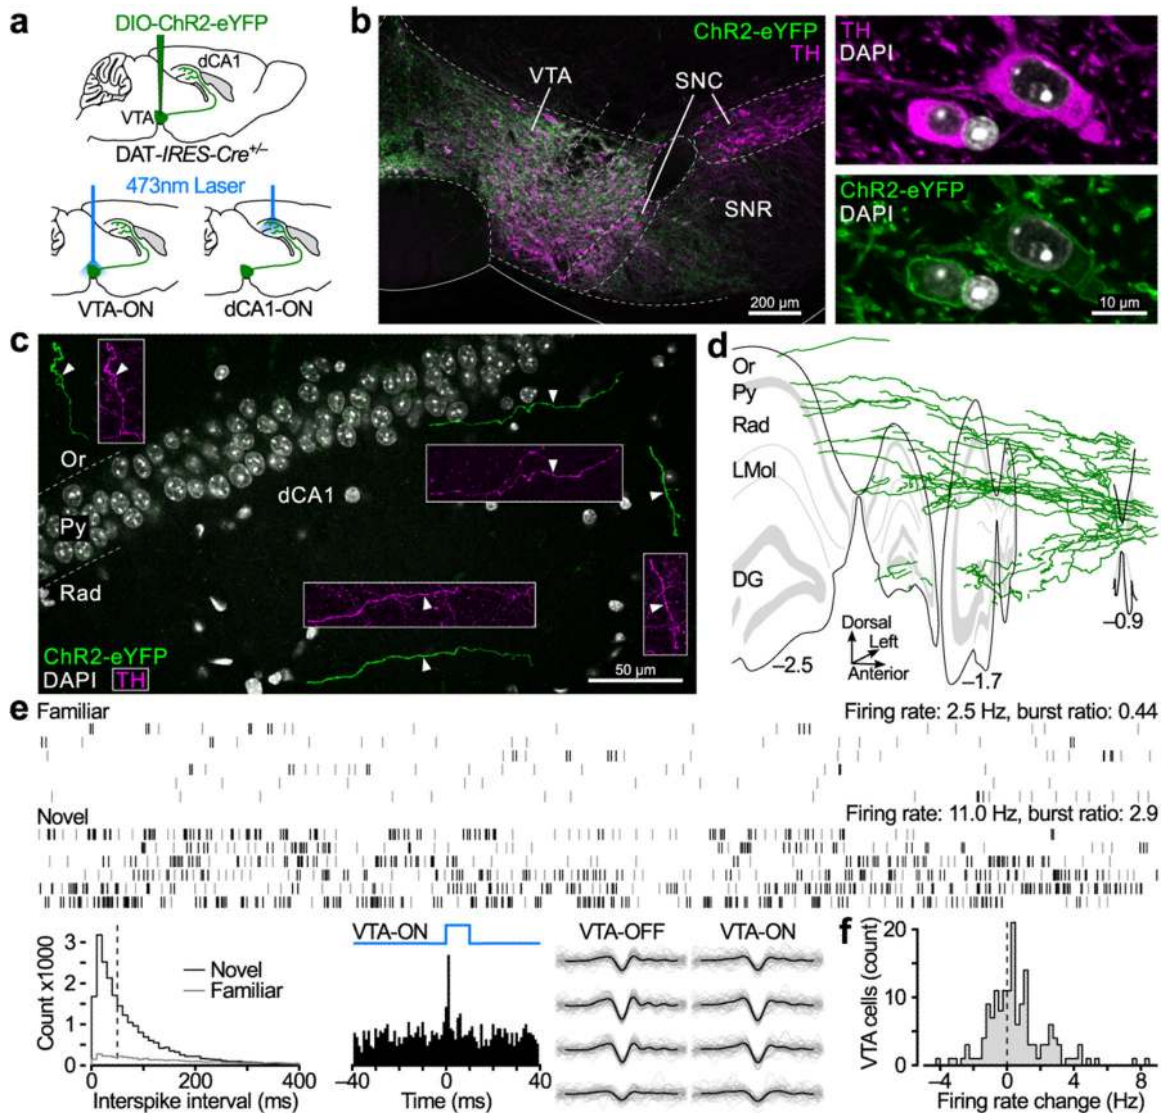 a
DIO-ChR2-eYFP
dCA1
VTA
DAT-IRES-Cre+/–
473nm Laser
VTA-ON
dCA1-ON
b
ChR2-eYFP
TH
VTA
SNC
SNR
200 µm
TH
DAPI
ChR2-eYFP
DAPI
10 µm
c
Or
Py
Rad
dCA1
ChR2-eYFP
DAPI TH
50 µm
d
Or
Py
Rad
LMol
DG
Dorsal
Left
Anterior
–2.5
–1.7
–0.9
e
Familiar
Firing rate: 2.5 Hz, burst ratio: 0.44
Novel
Firing rate: 11.0 Hz, burst ratio: 2.9
Count x1000
3
2
1
0
Novel
Familiar
0 200 400
Interspike interval (ms)
VTA-ON
–40 0 40
Time (ms)
VTA-OFF
VTA-ON
f
VTA cells (count)
20
10
0
–4 0 4 8
Firing rate change (Hz)